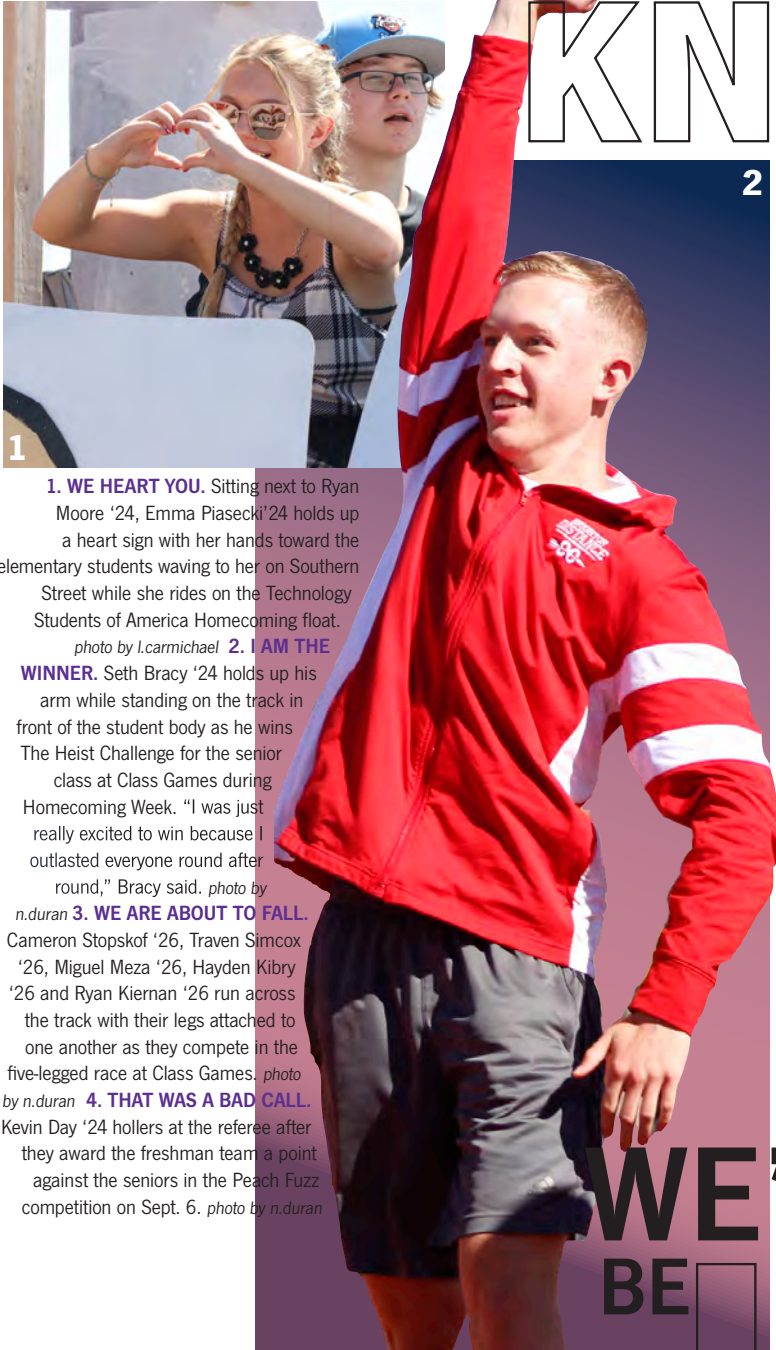 KN
2
1
1. WE HEART YOU. Sitting next to Ryan
Moore ‘24, Emma Piasecki’24 holds up
a heart sign with her hands toward the
elementary students waving to her on Southern
Street while she rides on the Technology
Students of America Homecoming float.
photo by l.carmichael 2. I AM THE
WINNER. Seth Bracy ‘24 holds up his
arm while standing on the track in
front of the student body as he wins
The Heist Challenge for the senior
class at Class Games during
Homecoming Week. “I was just
really excited to win because I
outlasted everyone round after
round,” Bracy said. photo by
n.duran 3. WE ARE ABOUT TO FALL.
Cameron Stopskof ‘26, Traven Simcox
‘26, Miguel Meza ‘26, Hayden Kibry
‘26 and Ryan Kiernan ‘26 run across
the track with their legs attached to
one another as they compete in the
five-legged race at Class Games. photo
by n.duran 4. THAT WAS A BAD CALL.
Kevin Day ‘24 hollers at the referee after
they award the freshman team a point
against the seniors in the Peach Fuzz
competition on Sept. 6. photo by n.duran
DISTANCE
WE’
BE